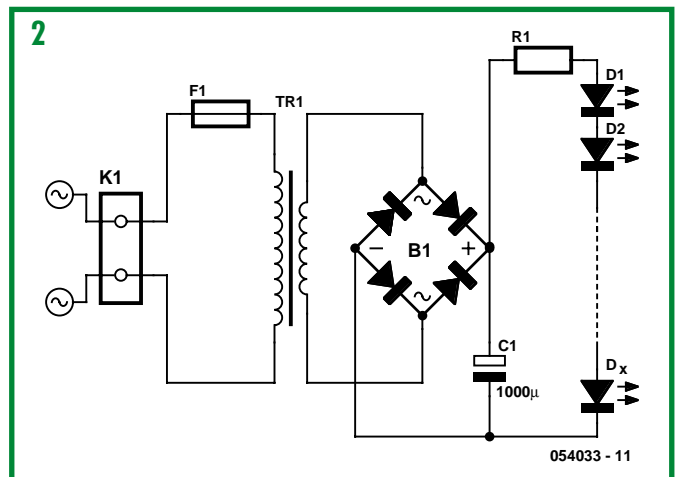 2
R1
D1
F1
TR1
D2
K1
~
~
− B1 +
~
~
C1
1000µ
Dx
054033 - 11